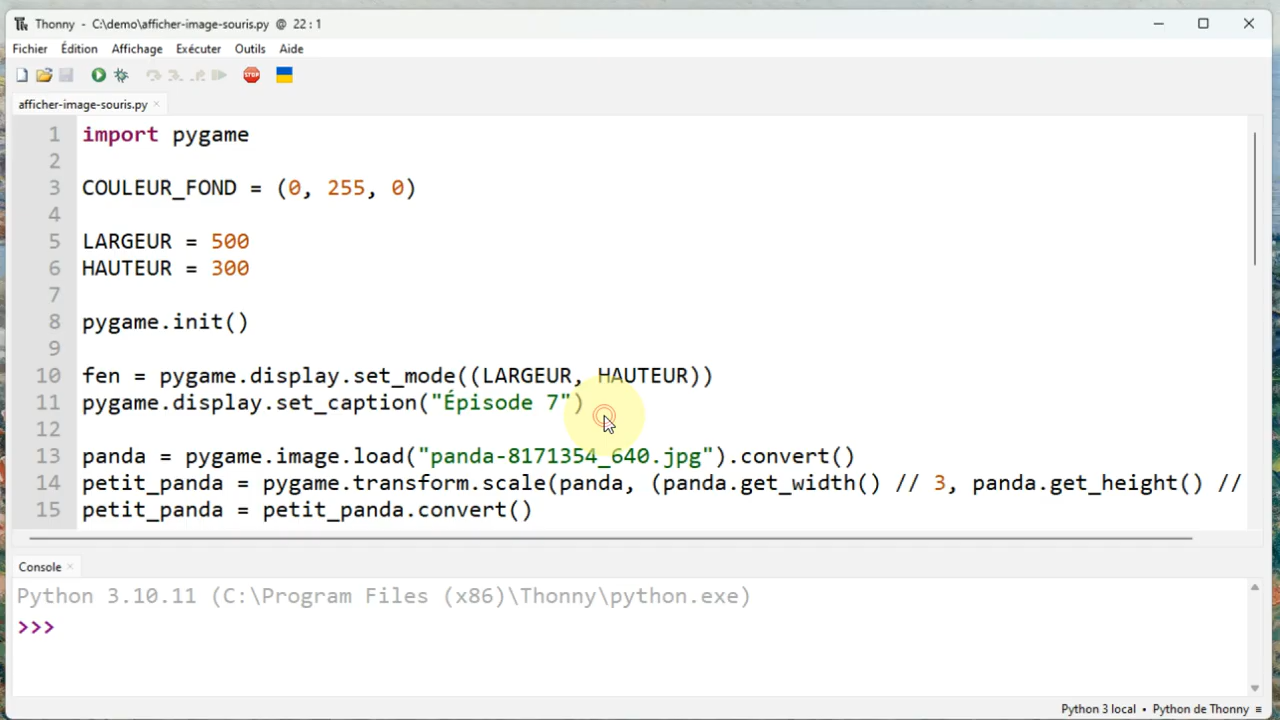 Thonny - C:\demo\afficher-image-souris.py @ 22 : 1
Fichier Édition Affichage Exécuter Outils Aide
STOP
afficher-image-souris.py ×
1 import pygame
2
3 COULEUR_FOND = (0, 255, 0)
4
5 LARGEUR = 500
6 HAUTEUR = 300
7
8 pygame.init()
9
10 fen = pygame.display.set_mode((LARGEUR, HAUTEUR))
11 pygame.display.set_caption("Épisode 7")
12
13 panda = pygame.image.load("panda-8171354_640.jpg").convert()
14 petit_panda = pygame.transform.scale(panda, (panda.get_width() // 3, panda.get_height() //
15 petit_panda = petit_panda.convert()
Console ×
Python 3.10.11 (C:\Program Files (x86)\Thonny\python.exe)
>>>
Python 3 local • Python de Thonny ≡